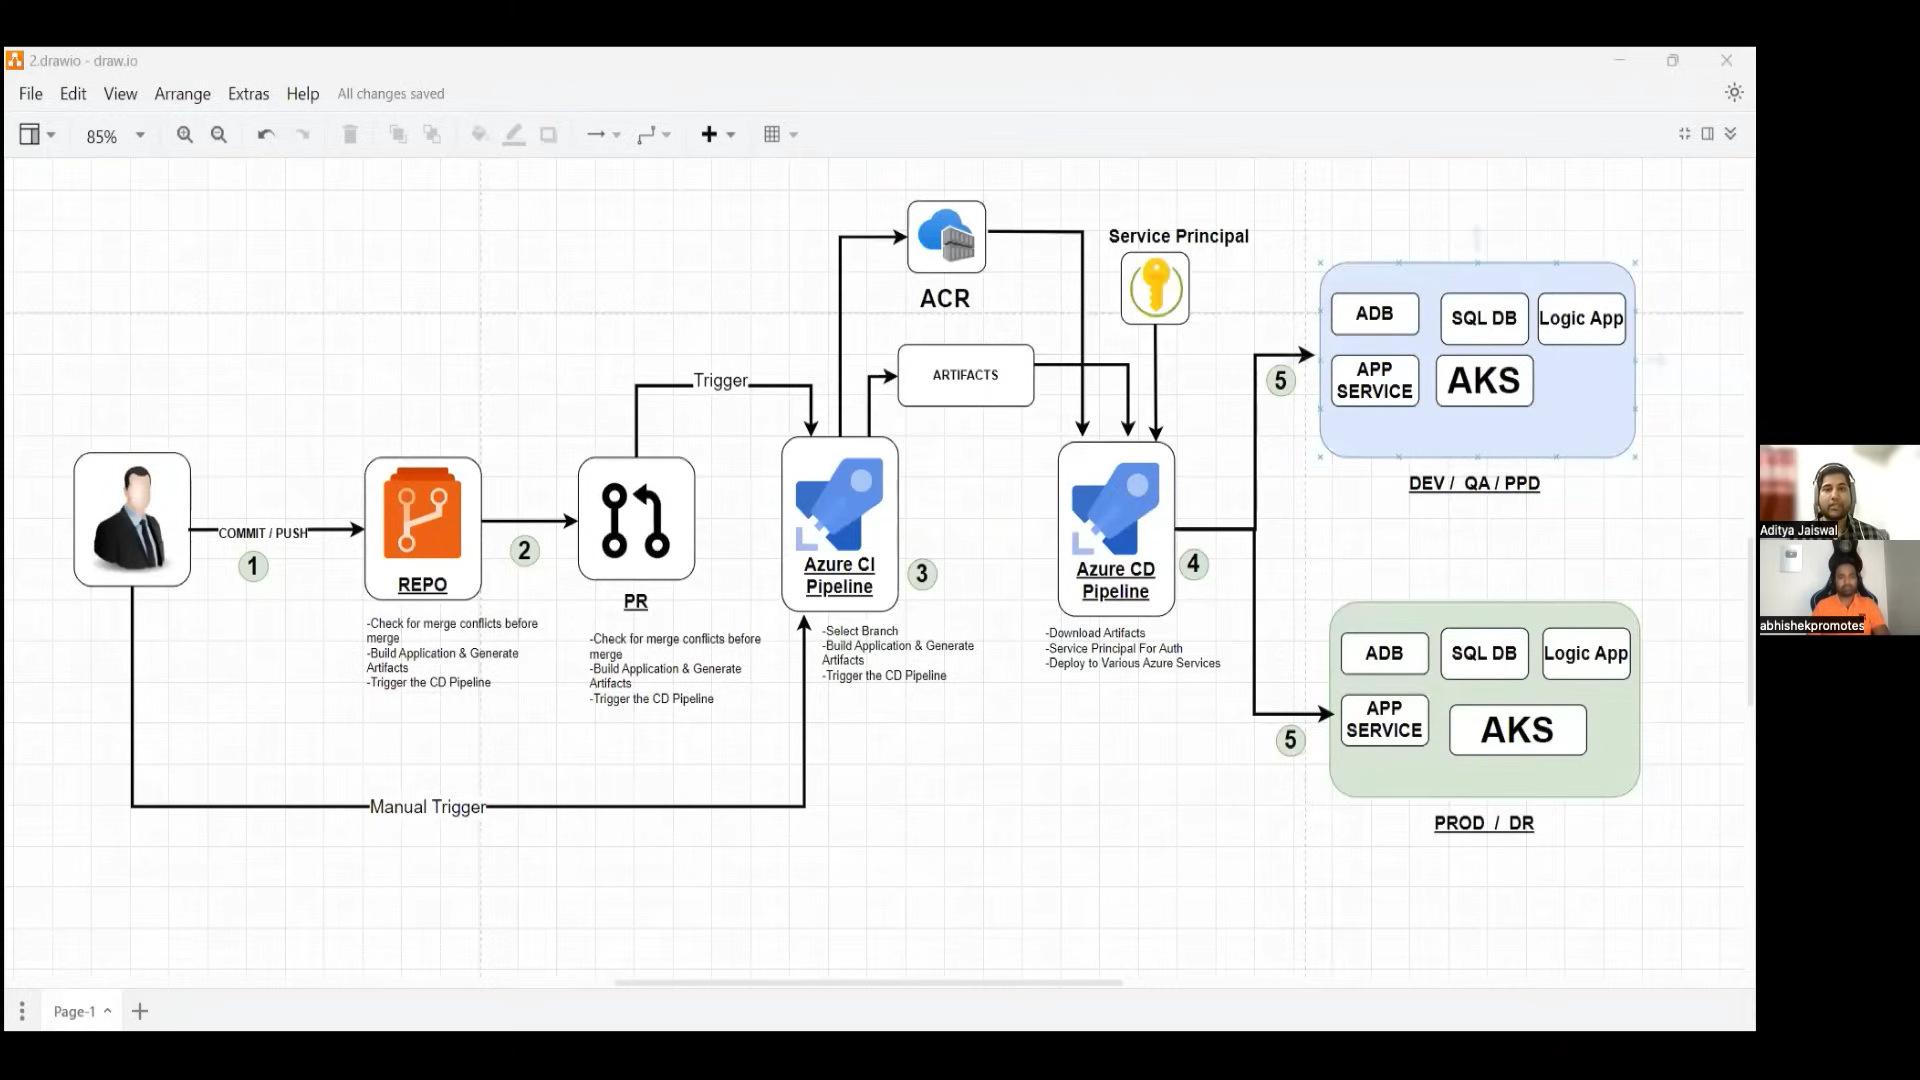 2.drawio - draw.io
File Edit View Arrange Extras Help All changes saved
85%
Service Principal
ACR
ADB
SQL DB
Logic App
APP
SERVICE
AKS
5
DEV / QA / PPD
ARTIFACTS
Trigger
COMMIT / PUSH
1
REPO
-Check for merge conflicts before
merge
-Build Application & Generate
Artifacts
-Trigger the CD Pipeline
2
PR
-Check for merge conflicts before
merge
-Build Application & Generate
Artifacts
-Trigger the CD Pipeline
Azure CI
Pipeline
3
-Select Branch
-Build Application & Generate
Artifacts
-Trigger the CD Pipeline
Azure CD
Pipeline
4
-Download Artifacts
-Service Principal For Auth
-Deploy to Various Azure Services
Aditya Jaiswal
abhishekpromotes
ADB
SQL DB
Logic App
APP
SERVICE
AKS
5
PROD / DR
Manual Trigger
Page-1